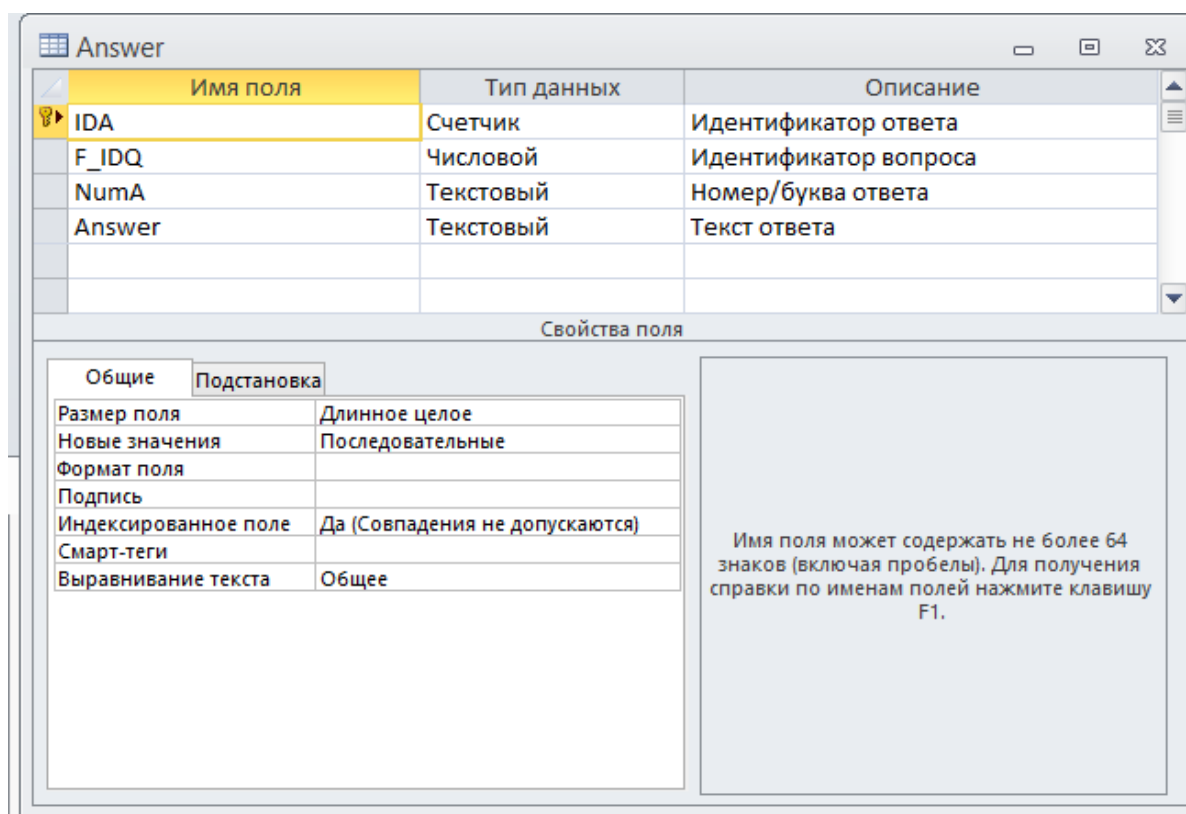 Answer
Имя поля Тип данных Описание
IDA Счетчик Идентификатор ответа
F_IDQ Числовой Идентификатор вопроса
NumA Текстовый Номер/буква ответа
Answer Текстовый Текст ответа
Свойства поля
Общие Подстановка
Размер поля Длинное целое
Новые значения Последовательные
Формат поля
Подпись
Индексированное поле Да (Совпадения не допускаются)
Смарт-теги
Выравнивание текста Общее
Имя поля может содержать не более 64
знаков (включая пробелы). Для получения
справки по именам полей нажмите клавишу
F1.